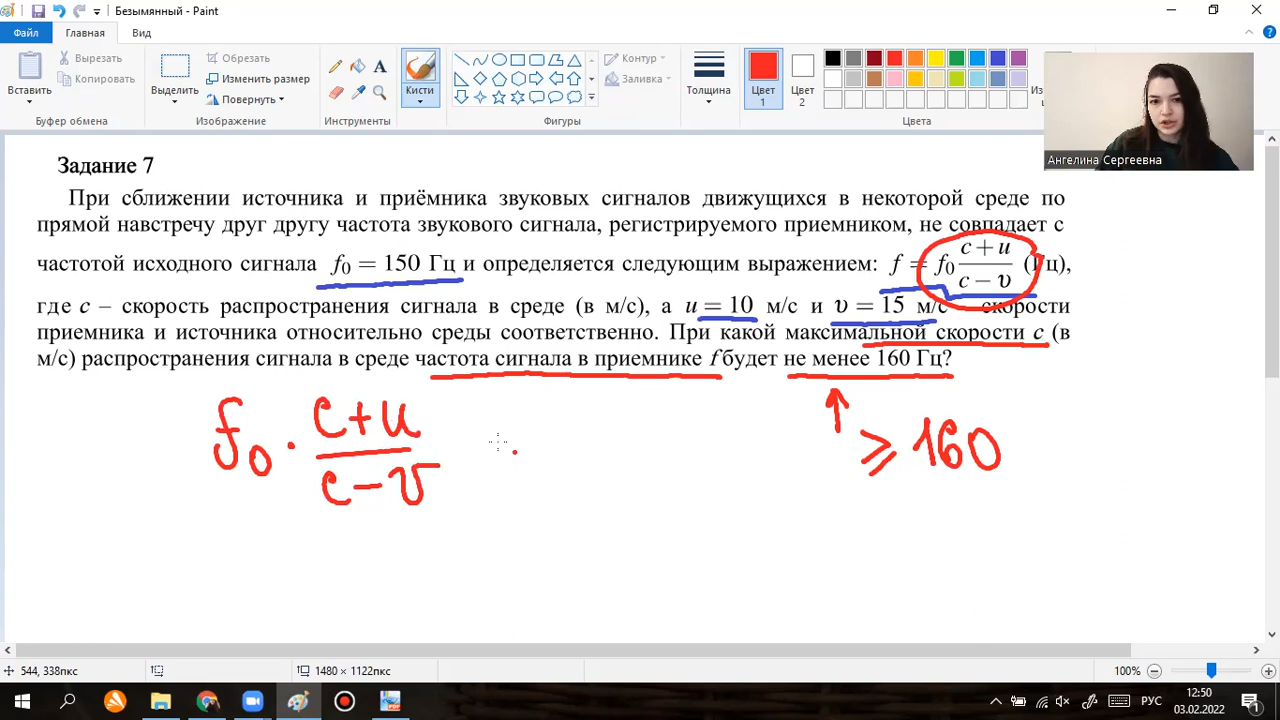 Безымянный - Paint
Файл
Главная
Вид
Вставить
Вырезать
Копировать
Буфер обмена
Выделить
Обрезать
Изменить размер
Повернуть
Изображение
Инструменты
Кисти
Контур
Заливка
Фигуры
Толщина
Цвет 1
Цвет 2
Цвета
Ангелина Сергеевна
Задание 7
При сближении источника и приёмника звуковых сигналов движущихся в некоторой среде по
прямой навстречу друг другу частота звукового сигнала, регистрируемого приемником, не совпадает с
частотой исходного сигнала f₀ = 150 Гц и определяется следующим выражением: f = f₀ (c + u)/(c − υ) (Гц),
где c – скорость распространения сигнала в среде (в м/с), а u = 10 м/с и υ = 15 м/с – скорости
приемника и источника относительно среды соответственно. При какой максимальной скорости c (в
м/с) распространения сигнала в среде частота сигнала в приемнике f будет не менее 160 Гц?
f₀ · (c+u)/(c−υ) ⩾ 160
544, 338пкс
1480 × 1122пкс
100%
РУС
12:50
03.02.2022
1